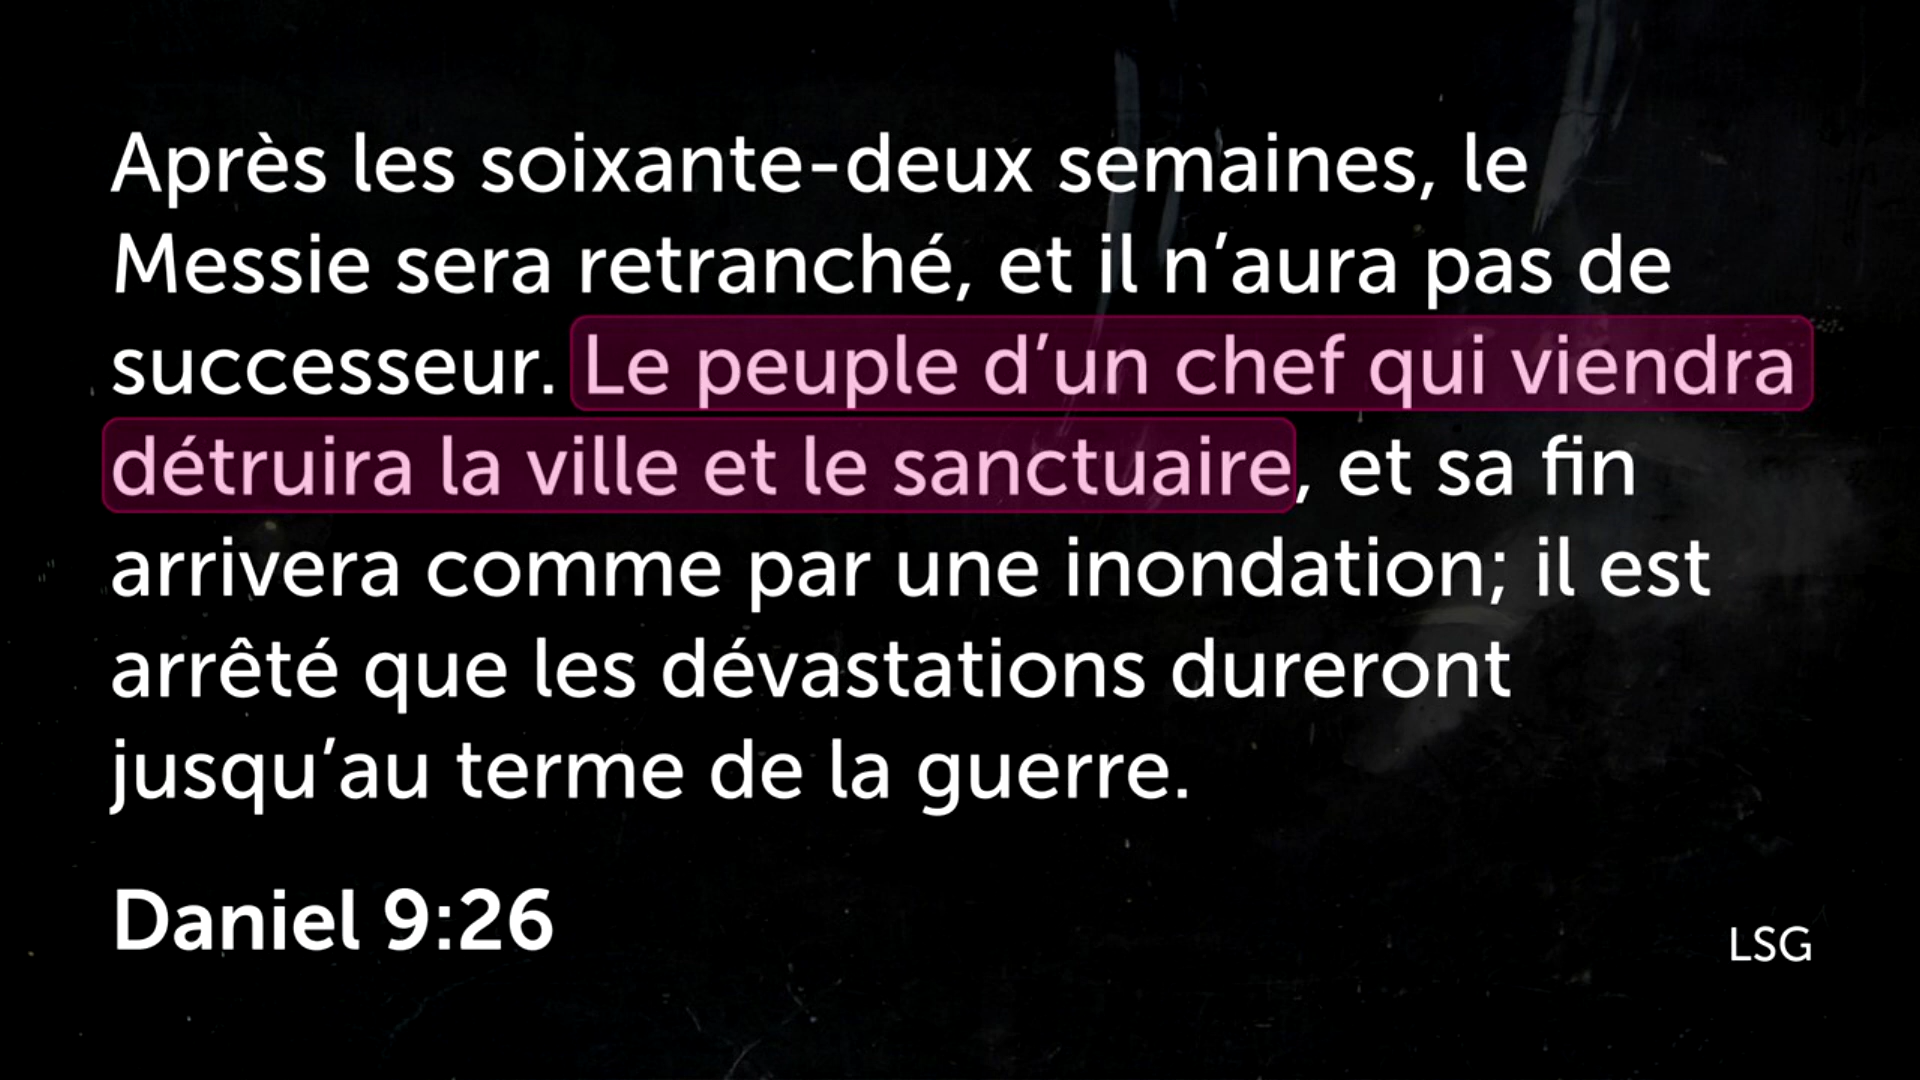 Après les soixante-deux semaines, le
Messie sera retranché, et il n’aura pas de
successeur. Le peuple d’un chef qui viendra
détruira la ville et le sanctuaire, et sa fin
arrivera comme par une inondation; il est
arrêté que les dévastations dureront
jusqu’au terme de la guerre.
Daniel 9:26
LSG